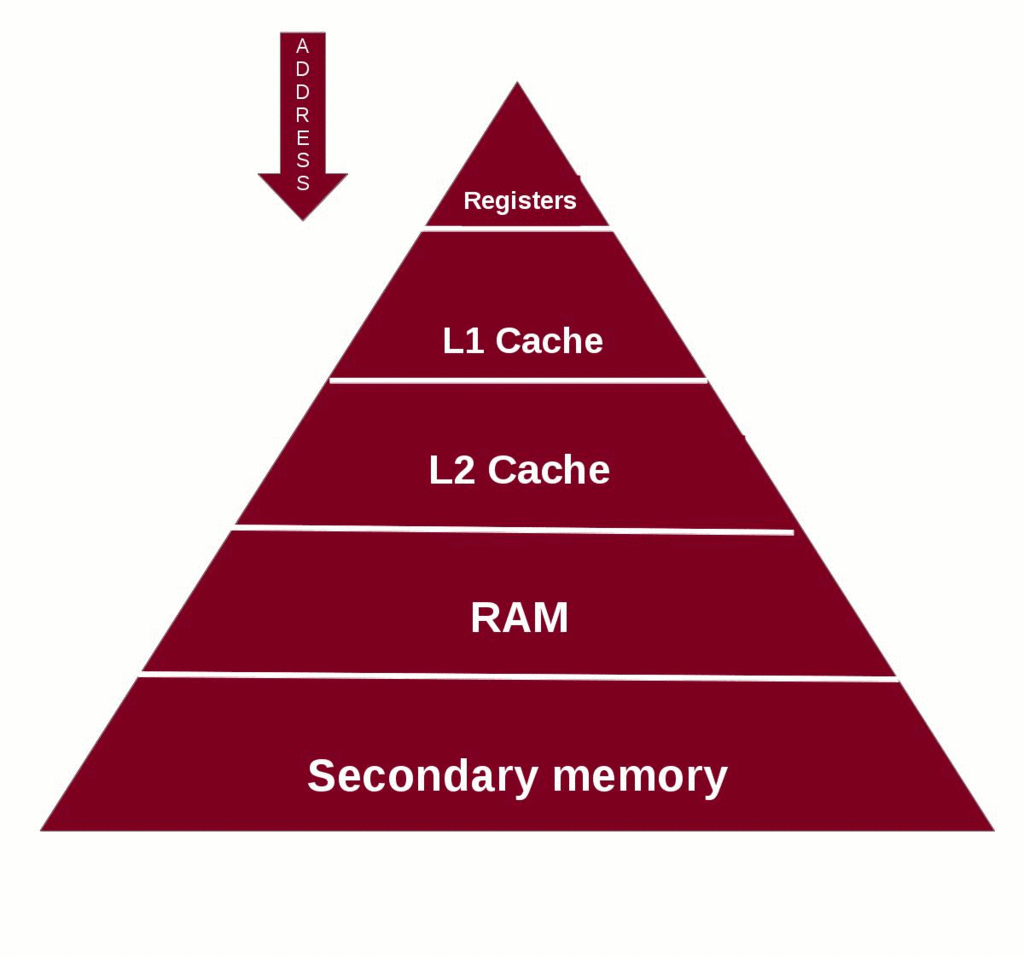 ADDRESS
Registers
L1 Cache
L2 Cache
RAM
Secondary memory